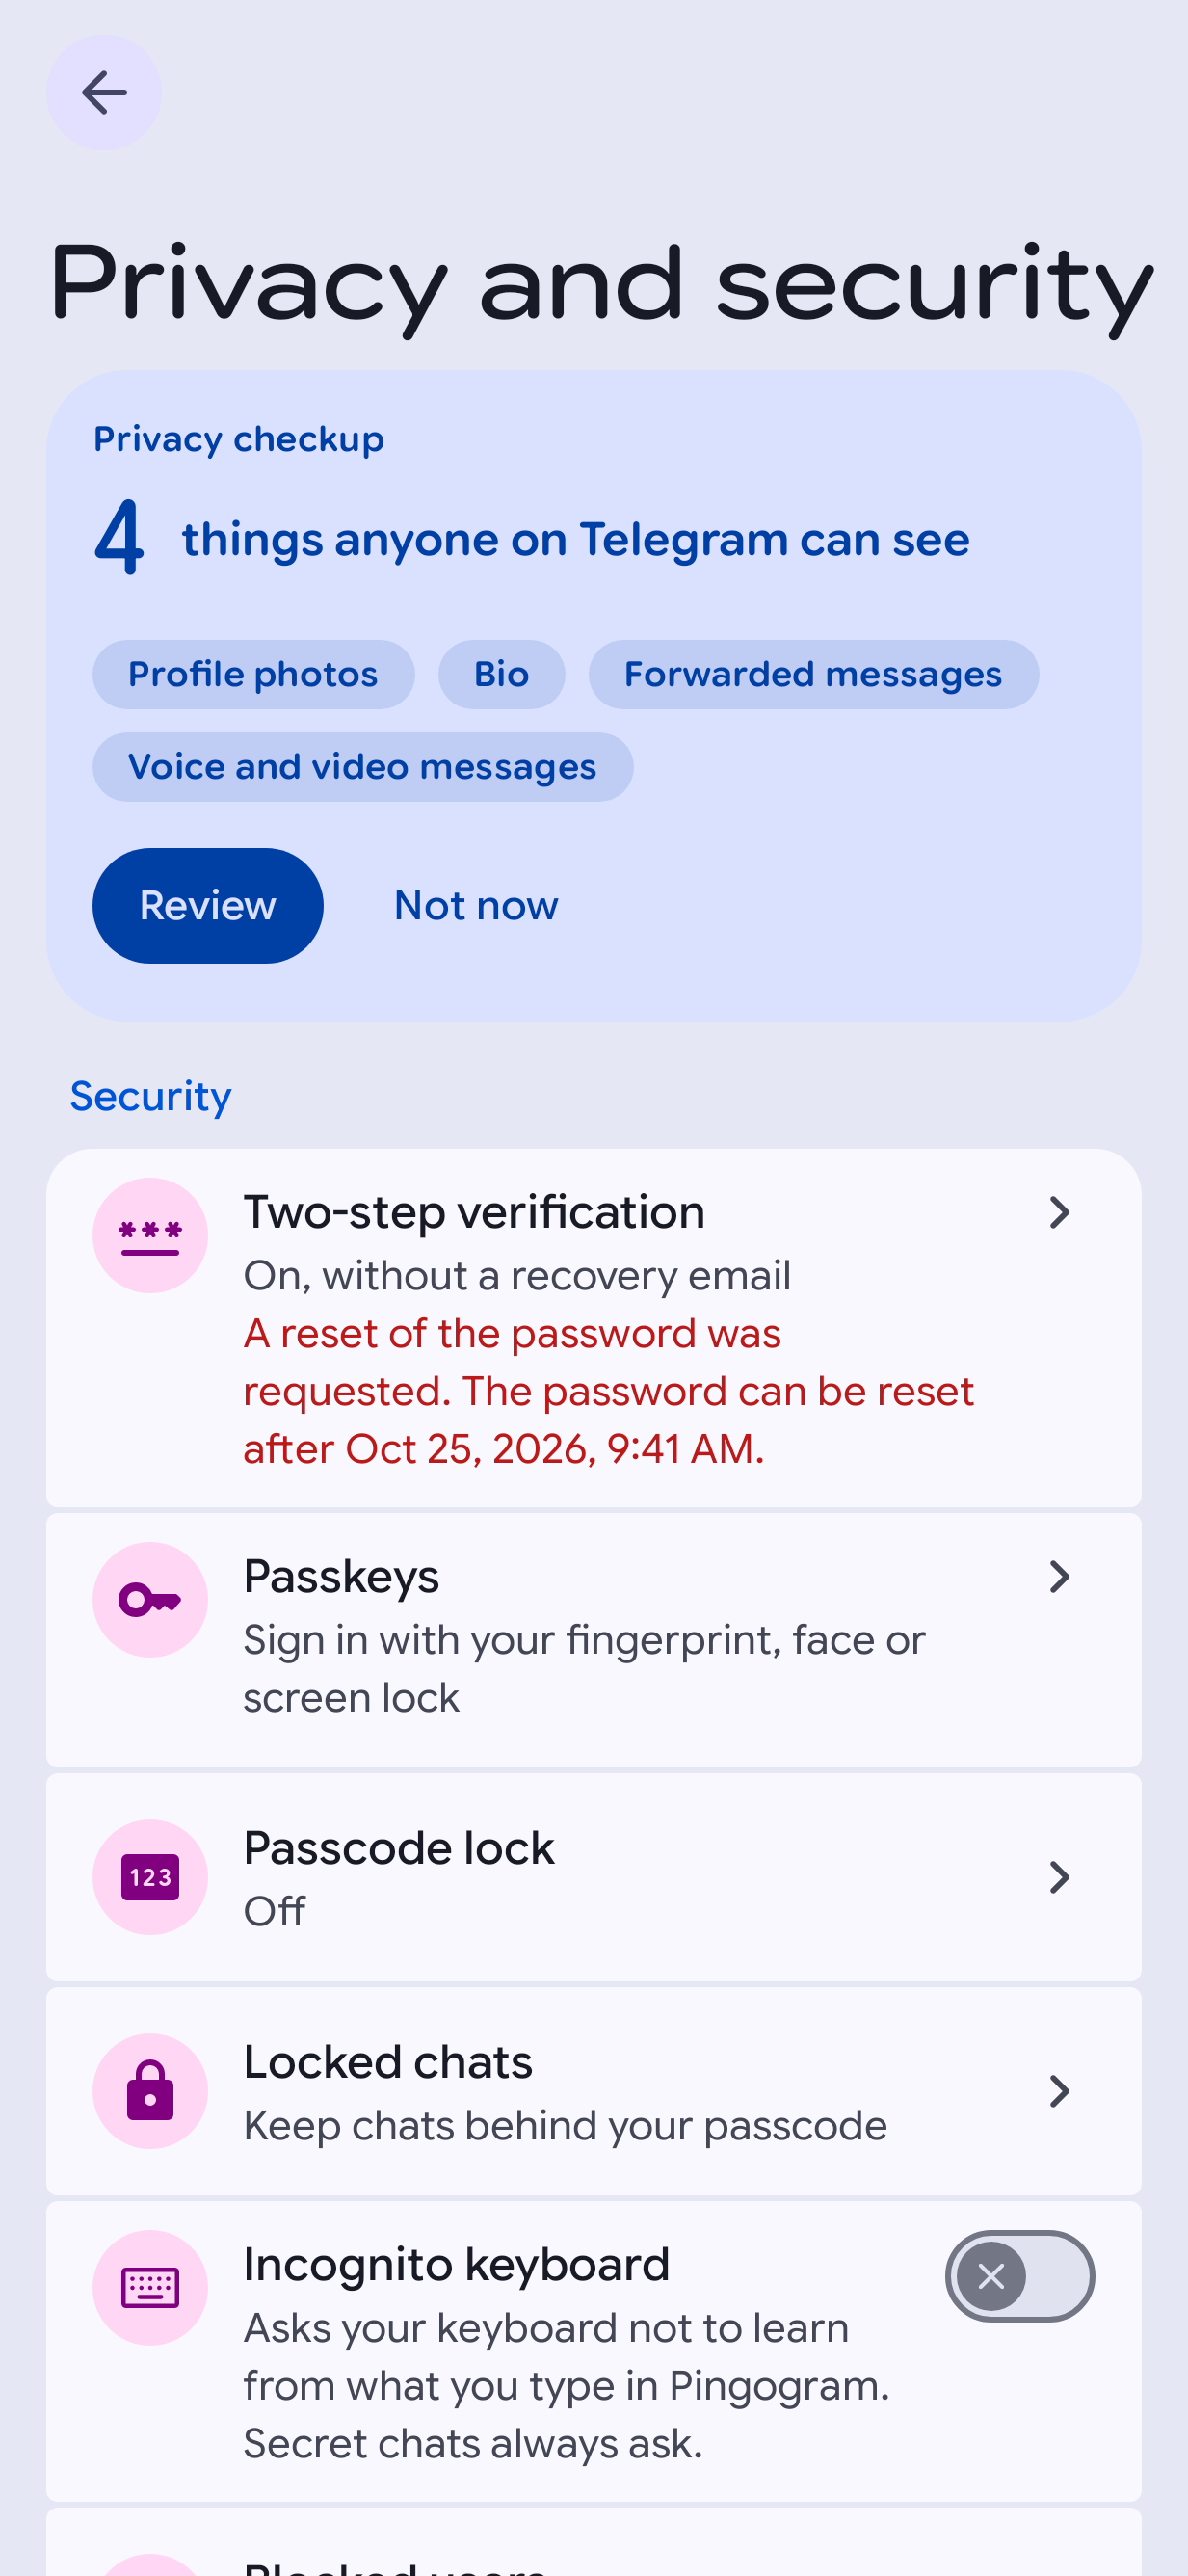 Privacy and security
Privacy checkup
4 things anyone on Telegram can see
Profile photos Bio Forwarded messages
Voice and video messages
Review Not now
Security
Two-step verification
On, without a recovery email
A reset of the password was
requested. The password can be reset
after Oct 25, 2026, 9:41 AM.
Passkeys
Sign in with your fingerprint, face or
screen lock
123
Passcode lock
Off
Locked chats
Keep chats behind your passcode
Incognito keyboard
Asks your keyboard not to learn
from what you type in Pingogram.
Secret chats always ask.